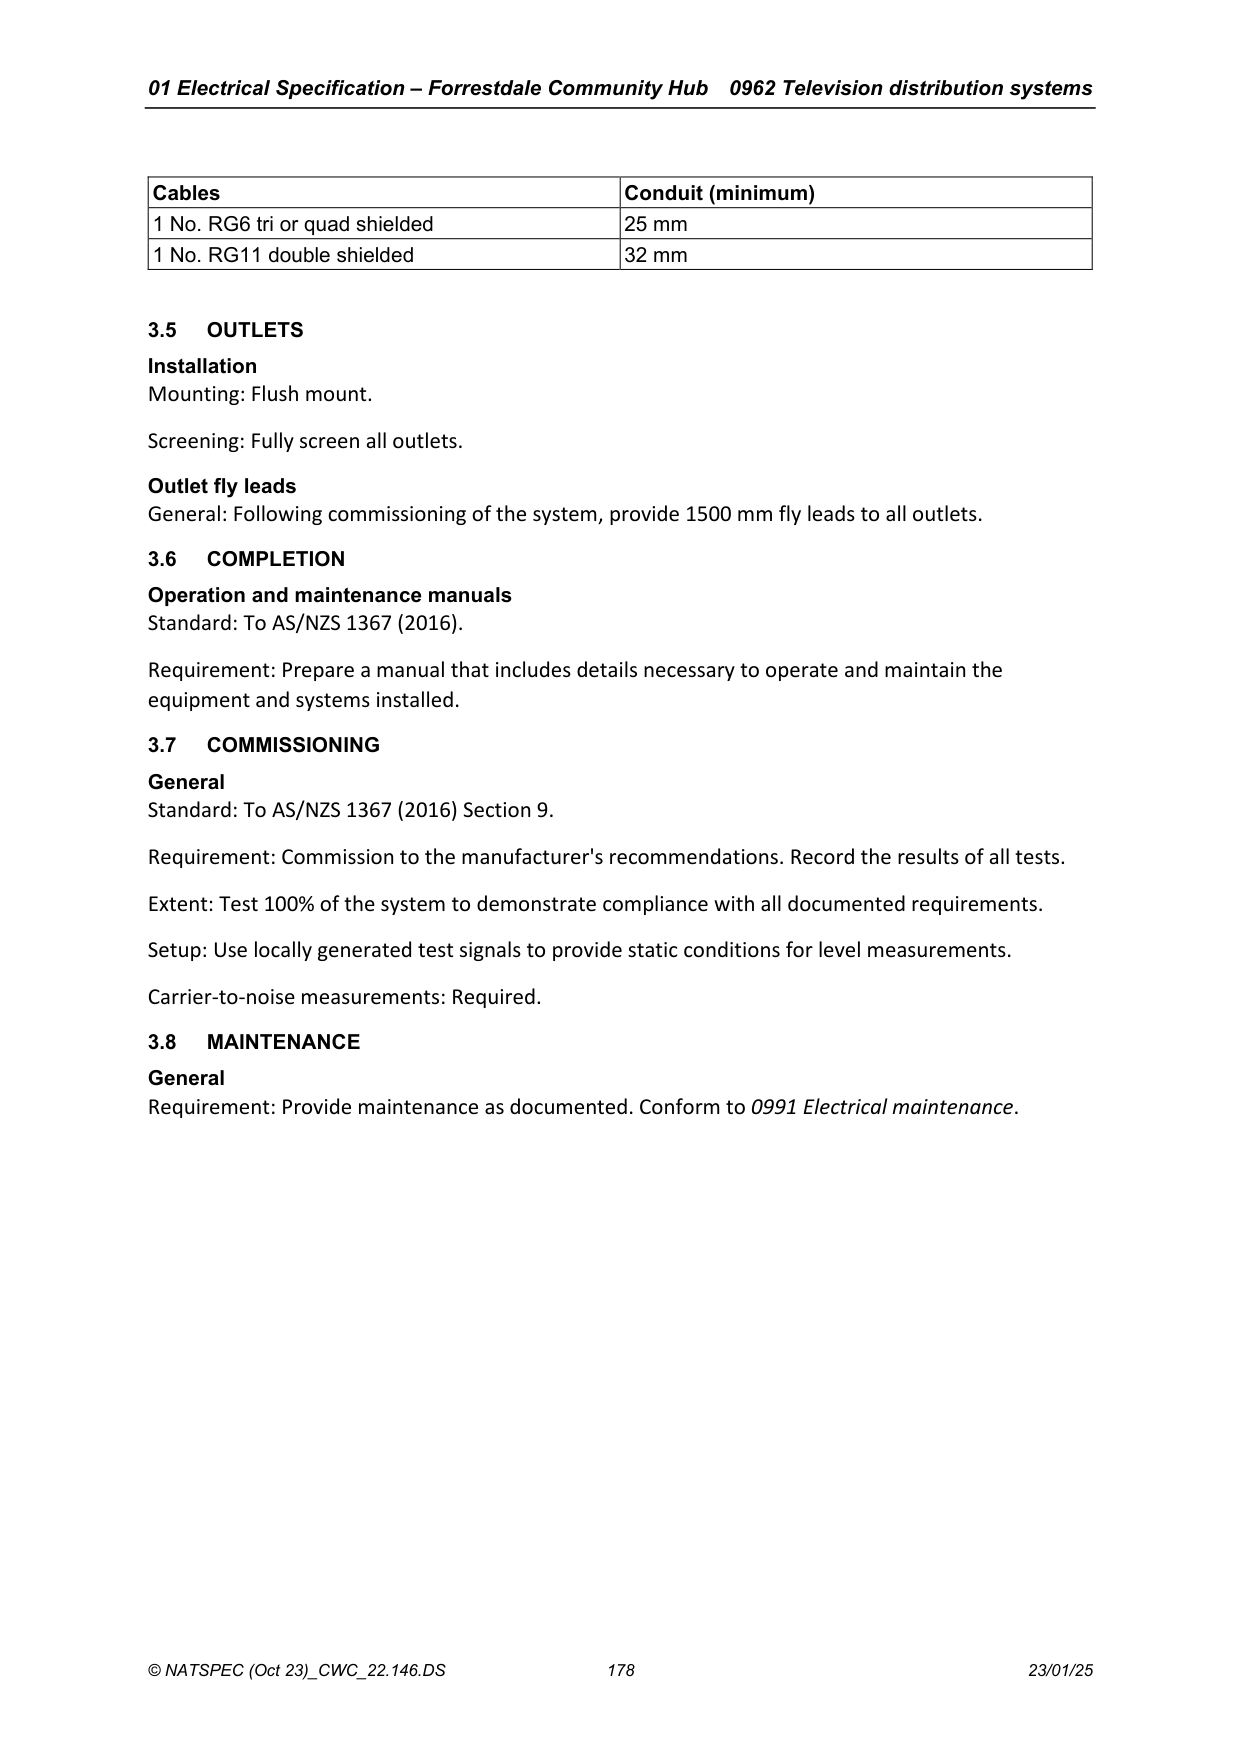 01 Electrical Specification – Forrestdale Community Hub 0962 Television distribution systems
Cables Conduit (minimum)
1 No. RG6 tri or quad shielded 25 mm
1 No. RG11 double shielded 32 mm
3.5 OUTLETS
Installation
Mounting: Flush mount.
Screening: Fully screen all outlets.
Outlet fly leads
General: Following commissioning of the system, provide 1500 mm fly leads to all outlets.
3.6 COMPLETION
Operation and maintenance manuals
Standard: To AS/NZS 1367 (2016).
Requirement: Prepare a manual that includes details necessary to operate and maintain the
equipment and systems installed.
3.7 COMMISSIONING
General
Standard: To AS/NZS 1367 (2016) Section 9.
Requirement: Commission to the manufacturer's recommendations. Record the results of all tests.
Extent: Test 100% of the system to demonstrate compliance with all documented requirements.
Setup: Use locally generated test signals to provide static conditions for level measurements.
Carrier-to-noise measurements: Required.
3.8 MAINTENANCE
General
Requirement: Provide maintenance as documented. Conform to 0991 Electrical maintenance.
© NATSPEC (Oct 23)_CWC_22.146.DS 178 23/01/25